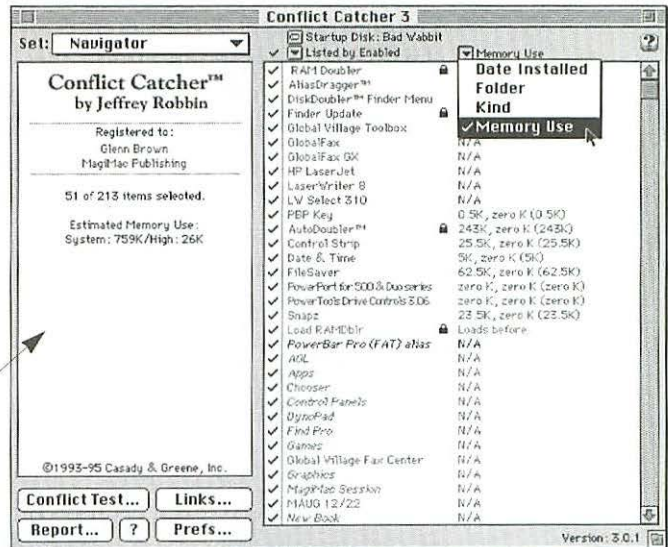 Conflict Catcher 3
Set: Navigator
Conflict Catcher™
by Jeffrey Robbin
Registered to:
Glenn Brown
MagiMac Publishing
51 of 213 items selected.
Estimated Memory Use:
System: 759K/High: 26K
©1993-95 Casady & Greene, Inc.
Conflict Test... Links...
Report... ? Prefs...
Startup Disk: Bad Wabbit
?
✓ Listed by Enabled Memory Use
Date Installed
Folder
Kind
✓Memory Use
✓ RAM Doubler
✓ AliasDragger™
✓ DiskDoubler™ Finder Menu
✓ Finder Update
✓ Global Village Toolbox
✓ GlobalFax N/A
✓ GlobalFax GX N/A
✓ HP LaserJet N/A
✓ LaserWriter 8 N/A
✓ LW Select 310 N/A
✓ PBP Key 0.5K, zero K (0.5K)
✓ AutoDoubler™ 243K, zero K (243K)
✓ Control Strip 25.5K, zero K (25.5K)
✓ Date & Time 5K, zero K (5K)
✓ FileSaver 62.5K, zero K (62.5K)
✓ PowerPort for 500 & Duo series zero K, zero K (zero K)
✓ PowerTools Drive Controls 3.06 zero K, zero K (zero K)
✓ Snapz 23.5K, zero K (23.5K)
✓ Load RAMDblr Loads before
✓ PowerBar Pro (FAT) alias N/A
✓ AOL N/A
✓ Apps N/A
✓ Chooser N/A
✓ Control Panels N/A
✓ DynoPad N/A
✓ Find Pro N/A
✓ Games N/A
✓ Global Village Fax Center N/A
✓ Graphics N/A
✓ MagiMac Session N/A
✓ MAUG 12/22 N/A
✓ New Book N/A
Version: 3.0.1